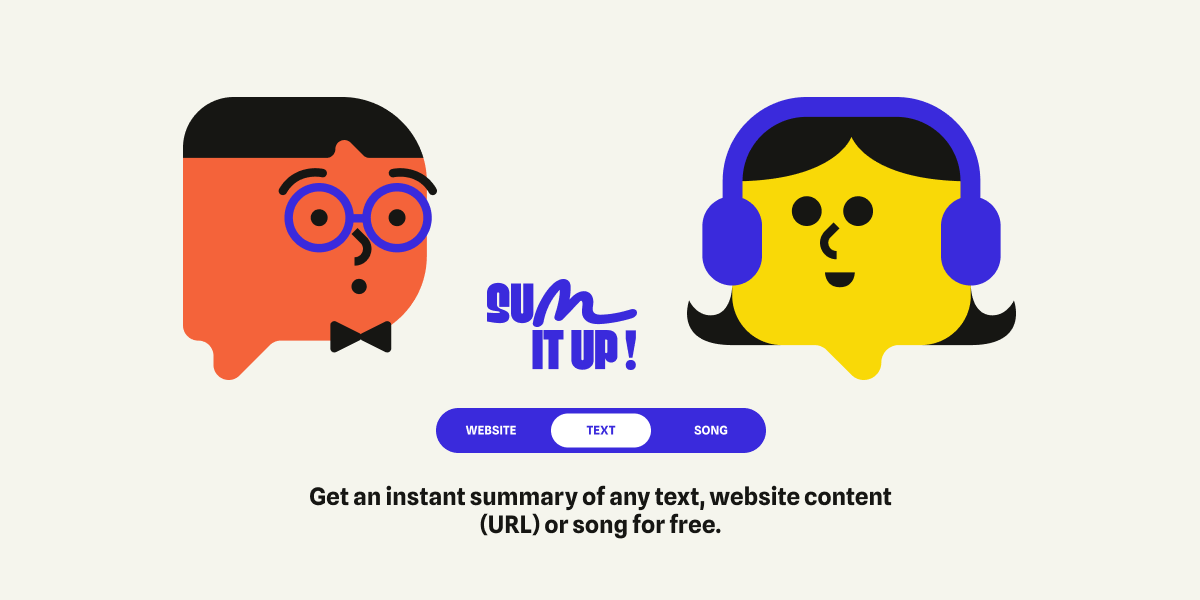 SUM
IT UP!
WEBSITE TEXT SONG
Get an instant summary of any text, website content
(URL) or song for free.